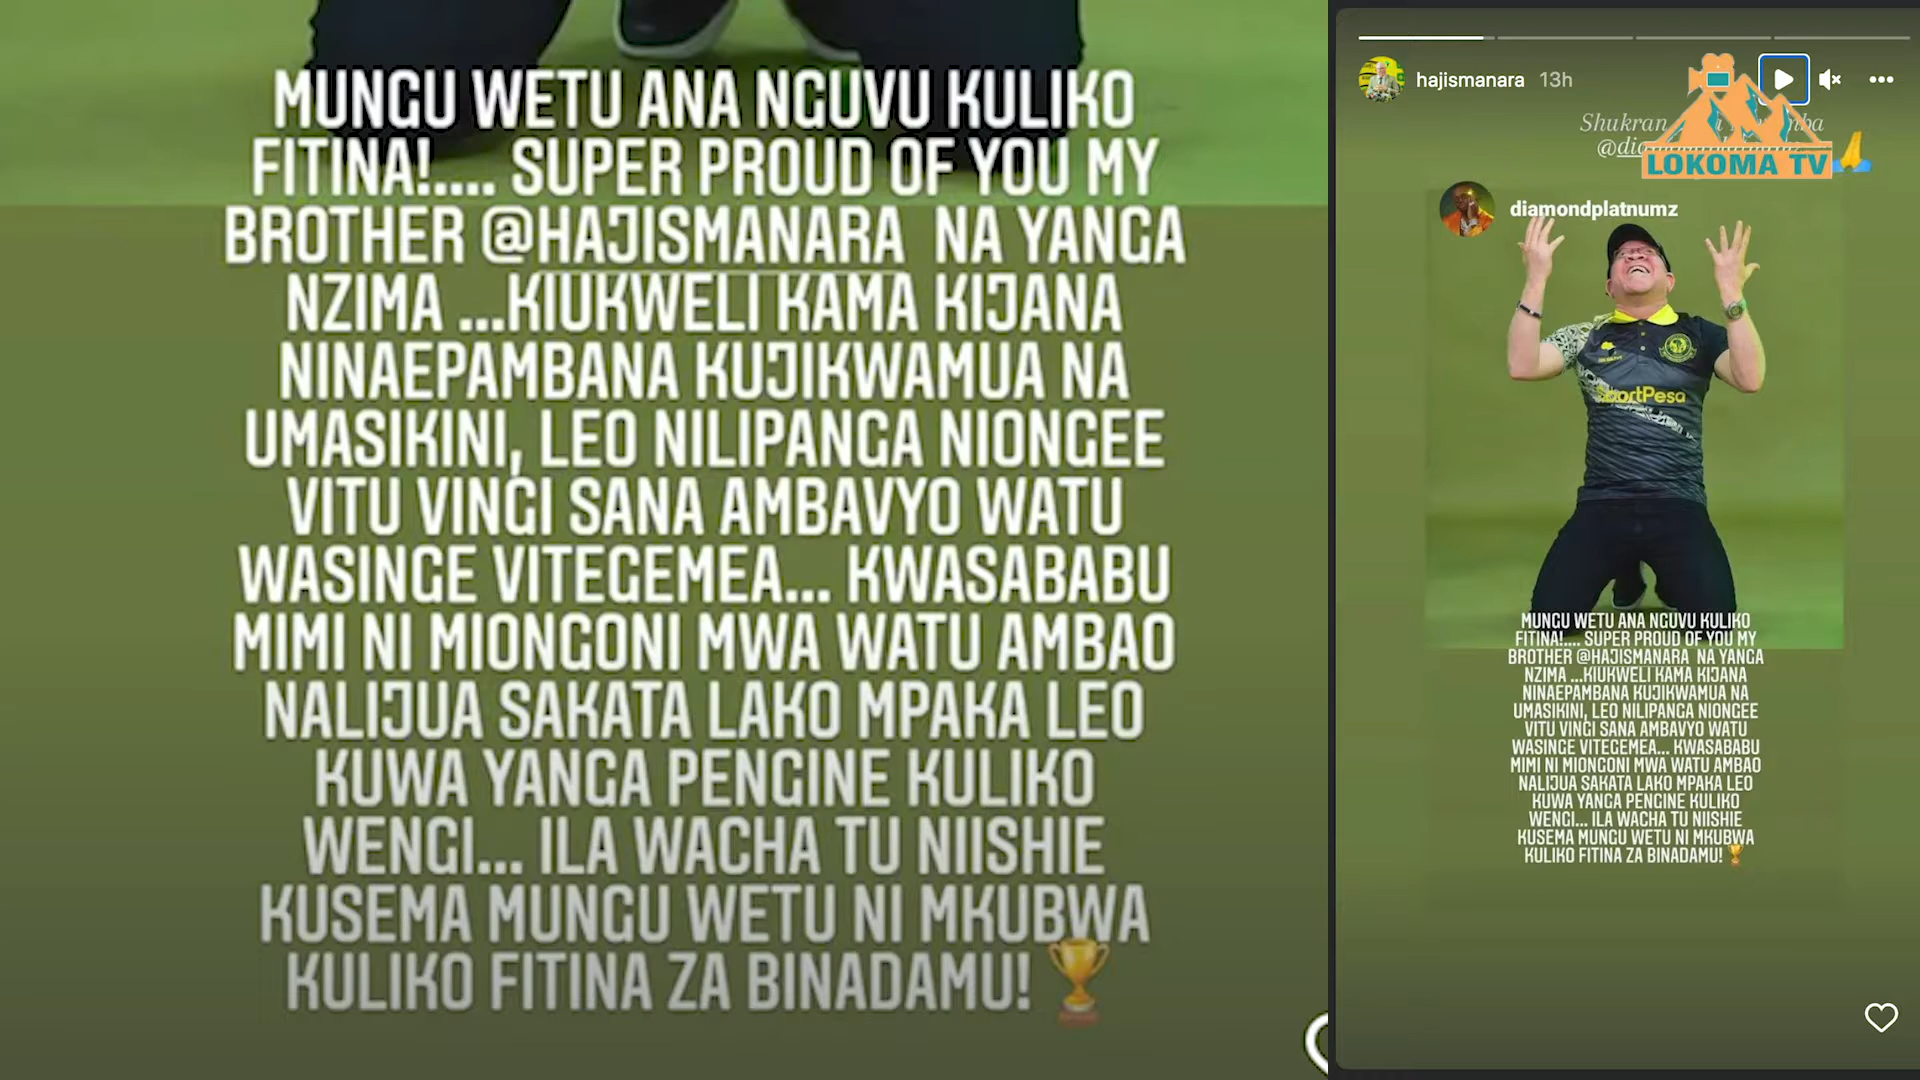 MUNGU WETU ANA NGUVU KULIKO
FITINA!.... SUPER PROUD OF YOU MY
BROTHER @HAJISMANARA NA YANGA
NZIMA ...KIUKWELI KAMA KIJANA
NINAEPAMBANA KUJIKWAMUA NA
UMASIKINI, LEO NILIPANGA NIONGEE
VITU VINGI SANA AMBAVYO WATU
WASINGE VITEGEMEA... KWASABABU
MIMI NI MIONGONI MWA WATU AMBAO
NALIJUA SAKATA LAKO MPAKA LEO
KUWA YANGA PENGINE KULIKO
WENGI... ILA WACHA TU NIISHIE
KUSEMA MUNGU WETU NI MKUBWA
KULIKO FITINA ZA BINADAMU! 🏆
hajismanara 13h
Shukran
LOKOMA TV
diamondplatnumz
SportPesa
MUNGU WETU ANA NGUVU KULIKO
FITINA!.... SUPER PROUD OF YOU MY
BROTHER @HAJISMANARA NA YANGA
NZIMA ...KIUKWELI KAMA KIJANA
NINAEPAMBANA KUJIKWAMUA NA
UMASIKINI, LEO NILIPANGA NIONGEE
VITU VINGI SANA AMBAVYO WATU
WASINGE VITEGEMEA... KWASABABU
MIMI NI MIONGONI MWA WATU AMBAO
NALIJUA SAKATA LAKO MPAKA LEO
KUWA YANGA PENGINE KULIKO
WENGI... ILA WACHA TU NIISHIE
KUSEMA MUNGU WETU NI MKUBWA
KULIKO FITINA ZA BINADAMU! 🏆